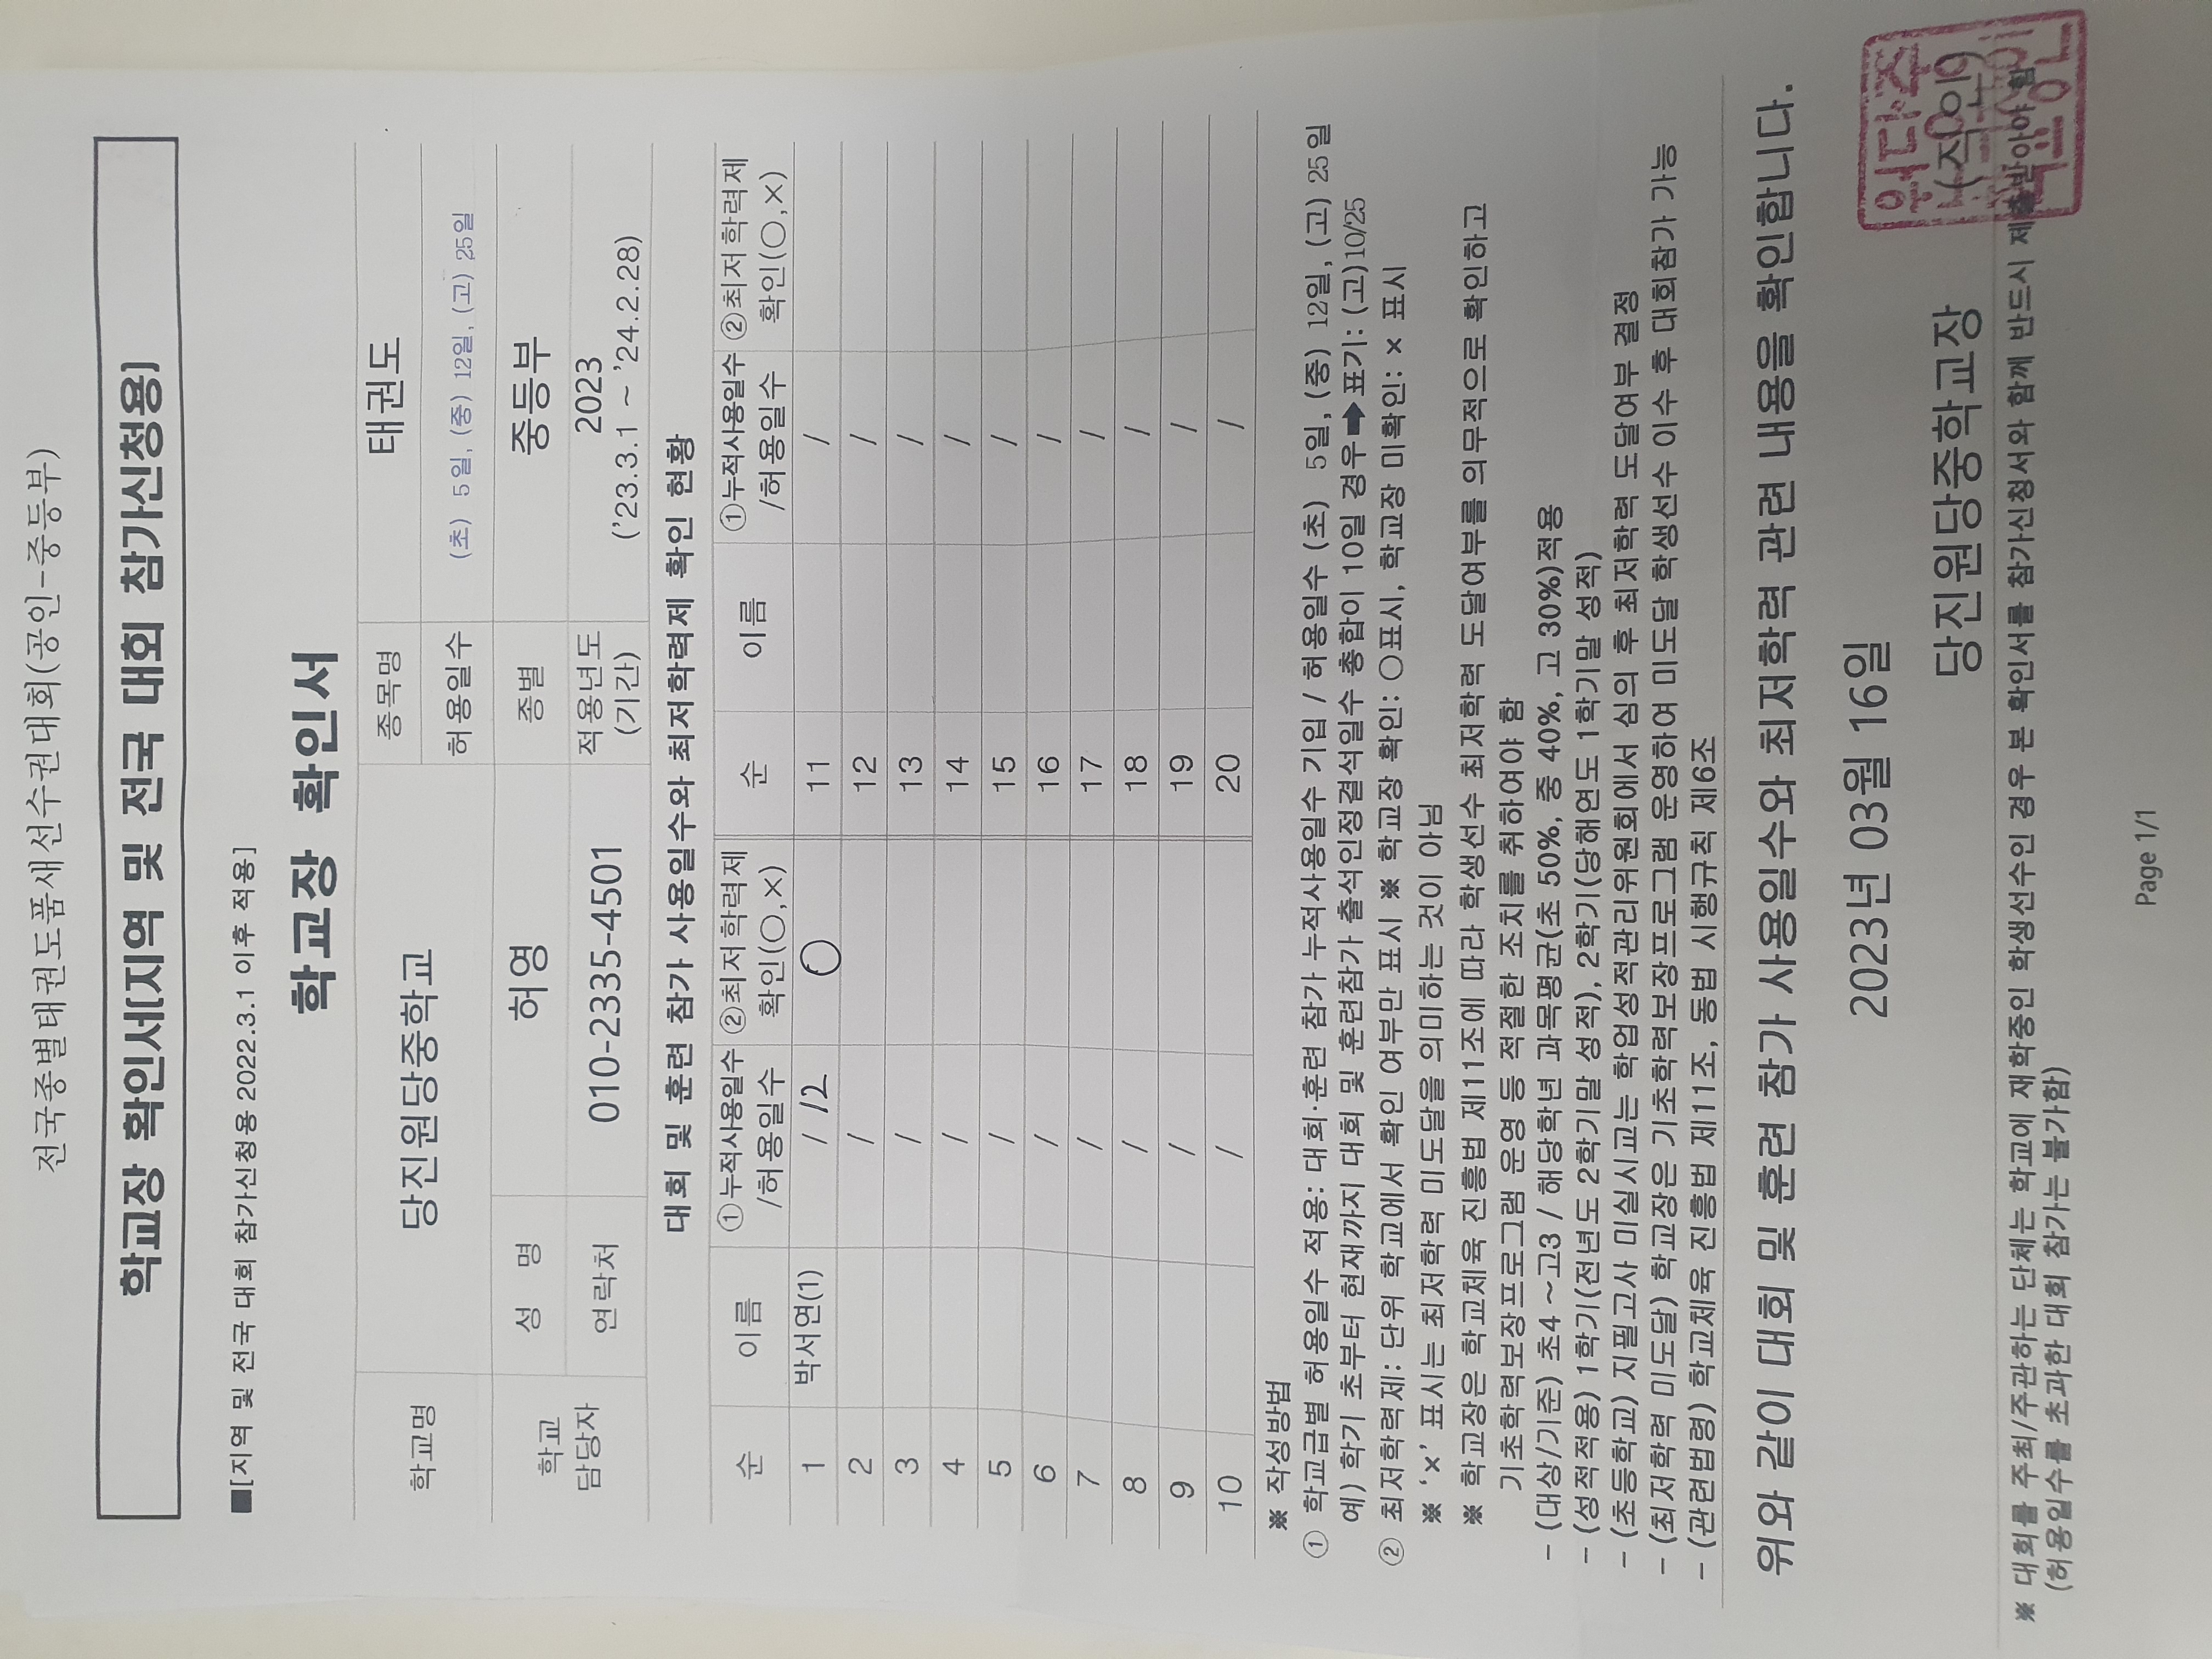 전국종별태권도품새선수권대회(공인-중등부)
학교장 확인서[지역 및 전국 대회 참가신청용]
■[지역 및 전국 대회 참가신청용 2022.3.1 이후 적용]
학교장 확인서
학교명 당진원당중학교 종목명 태권도
허용일수 (초) 5일, (중) 12일, (고) 25일
학교 담당자 성 명 허영 종별 중등부
연락처 010-2335-4501 적용년도 (기간) 2023 ('23.3.1 ~ '24.2.28)
대회 및 훈련 참가 사용일수와 최저학력제 확인 현황
순 이름 ①누적사용일수 /허용일수 ②최저학력제 확인(○,×) 순 이름 ①누적사용일수 /허용일수 ②최저학력제 확인(○,×)
1 박서연(1) / 12 ○ 11 /
2 / 12 /
3 / 13 /
4 / 14 /
5 / 15 /
6 / 16 /
7 / 17 /
8 / 18 /
9 / 19 /
10 / 20 /
※ 작성방법
① 학교급별 허용일수 적용: 대회·훈련 참가 누적사용일수 기입 / 허용일수 (초) 5일, (중) 12일, (고) 25일
예) 학기 초부터 현재까지 대회 및 훈련참가 출석인정결석일수 총합이 10일 경우➡표기: (고)10/25
② 최저학력제: 단위 학교에서 확인 여부만 표시 ※ 학교장 확인: ○표시, 학교장 미확인: × 표시
※ ‘×’ 표시는 최저학력 미도달을 의미하는 것이 아님
※ 학교장은 학교체육 진흥법 제11조에 따라 학생선수 최저학력 도달여부를 의무적으로 확인하고
기초학력보장프로그램 운영 등 적절한 조치를 취하여야 함
- (대상/기준) 초4 ~고3 / 해당학년 과목평균(초 50%, 중 40%, 고 30%)적용
- (성적적용) 1학기(전년도 2학기말 성적), 2학기(당해연도 1학기말 성적)
- (초등학교) 지필고사 미실시교는 학업성적관리위원회에서 심의 후 최저학력 도달여부 결정
- (최저학력 미도달) 학교장은 기초학력보장프로그램 운영하여 미도달 학생선수 이수 후 대회참가 가능
- (관련법령) 학교체육 진흥법 제11조, 동법 시행규칙 제6조
위와 같이 대회 및 훈련 참가 사용일수와 최저학력 관련 내용을 확인합니다.
2023년 03월 16일
당진원당중학교장 (직인)
※ 대회를 주최/주관하는 단체는 학교에 재학중인 학생선수인 경우 본 확인서를 참가신청서와 함께 반드시 제출받아야 함
(허용일수를 초과한 대회 참가는 불가함)
Page 1/1